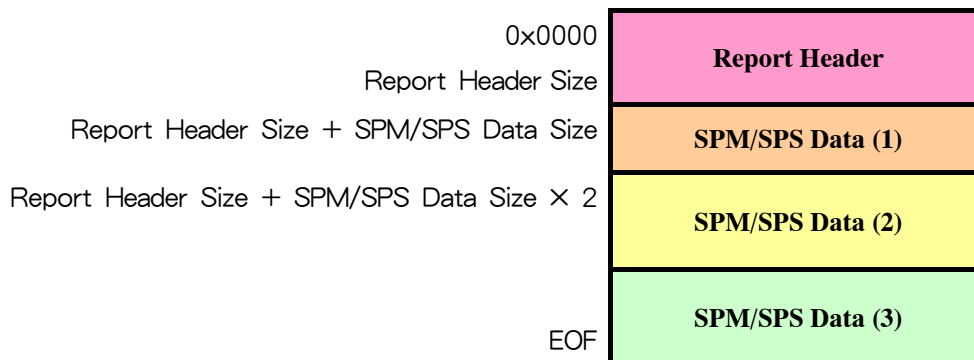 0x0000
Report Header
Report Header Size
Report Header Size + SPM/SPS Data Size
SPM/SPS Data (1)
Report Header Size + SPM/SPS Data Size × 2
SPM/SPS Data (2)
SPM/SPS Data (3)
EOF